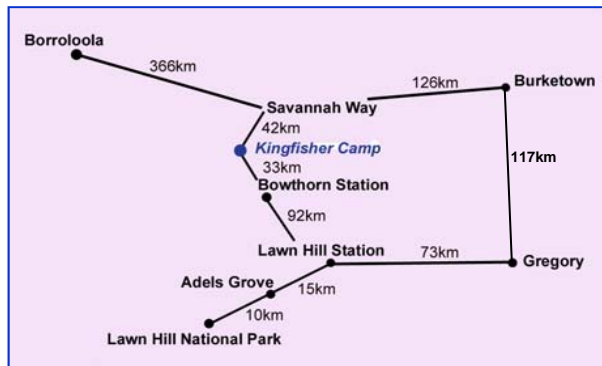 Borroloola
366km
126km
Burketown
Savannah Way
42km
Kingfisher Camp
33km
117km
Bowthorn Station
92km
Lawn Hill Station
73km
Gregory
Adels Grove
15km
10km
Lawn Hill National Park